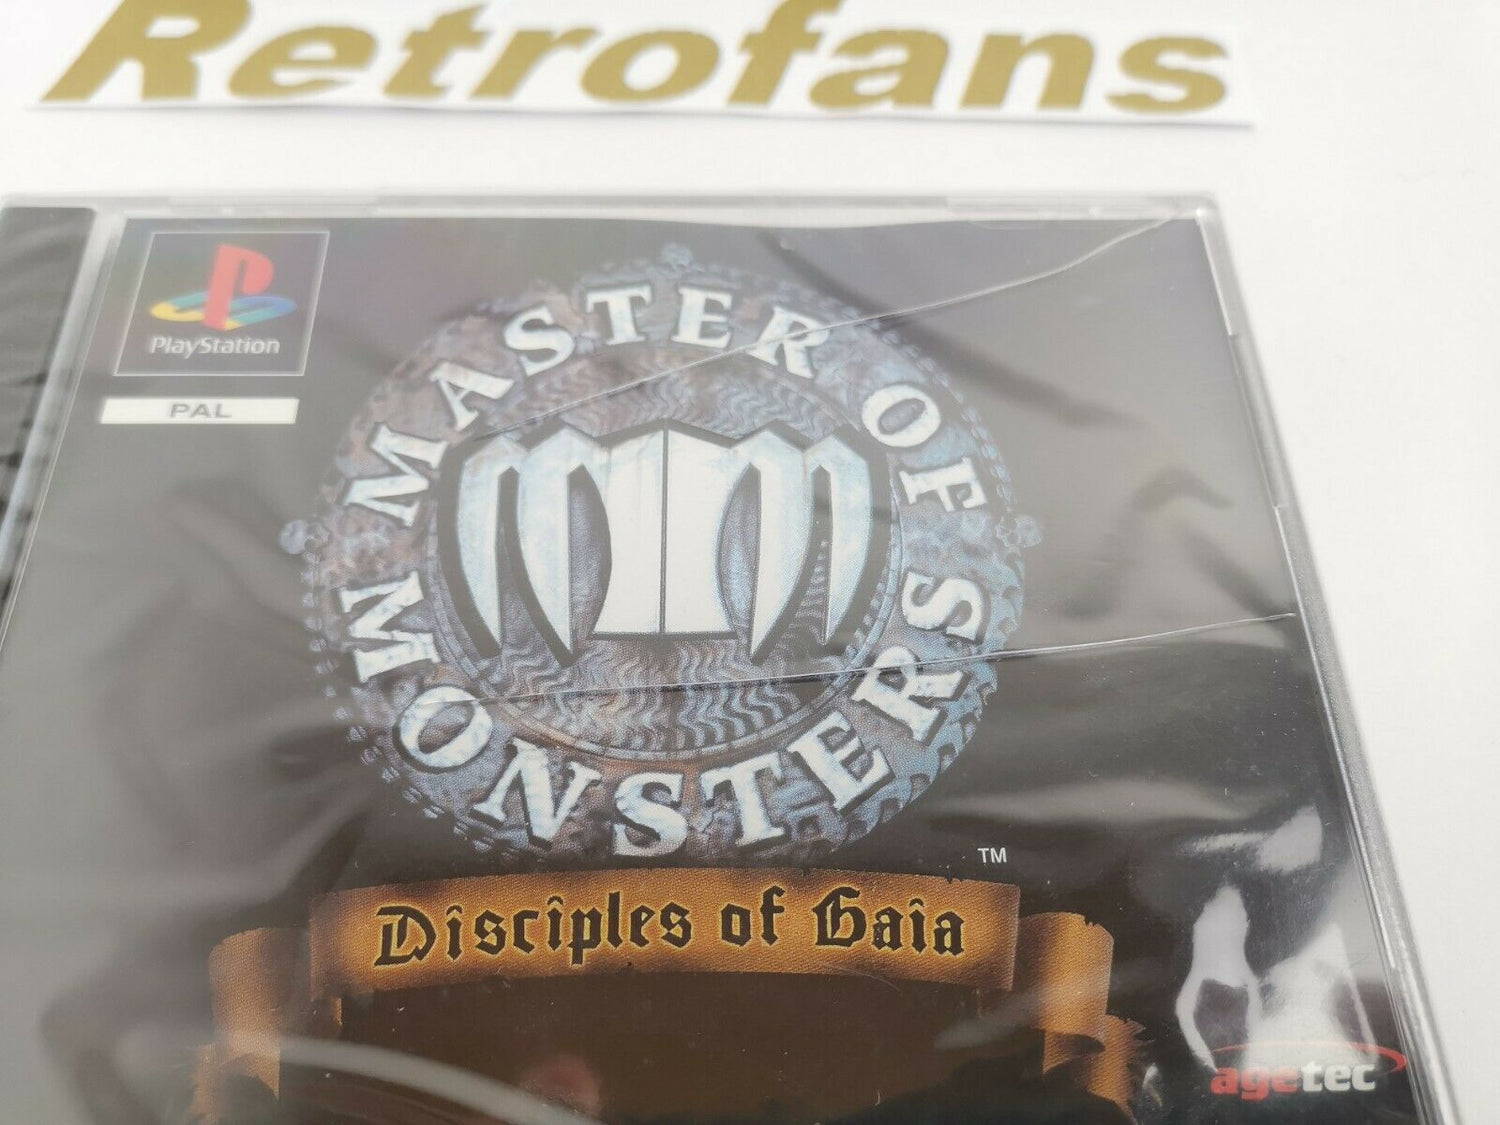 Retrofans
PlayStation
PAL
MASTER OF
MONSTERS
MM
TM
Disciples of Gaia
agetec